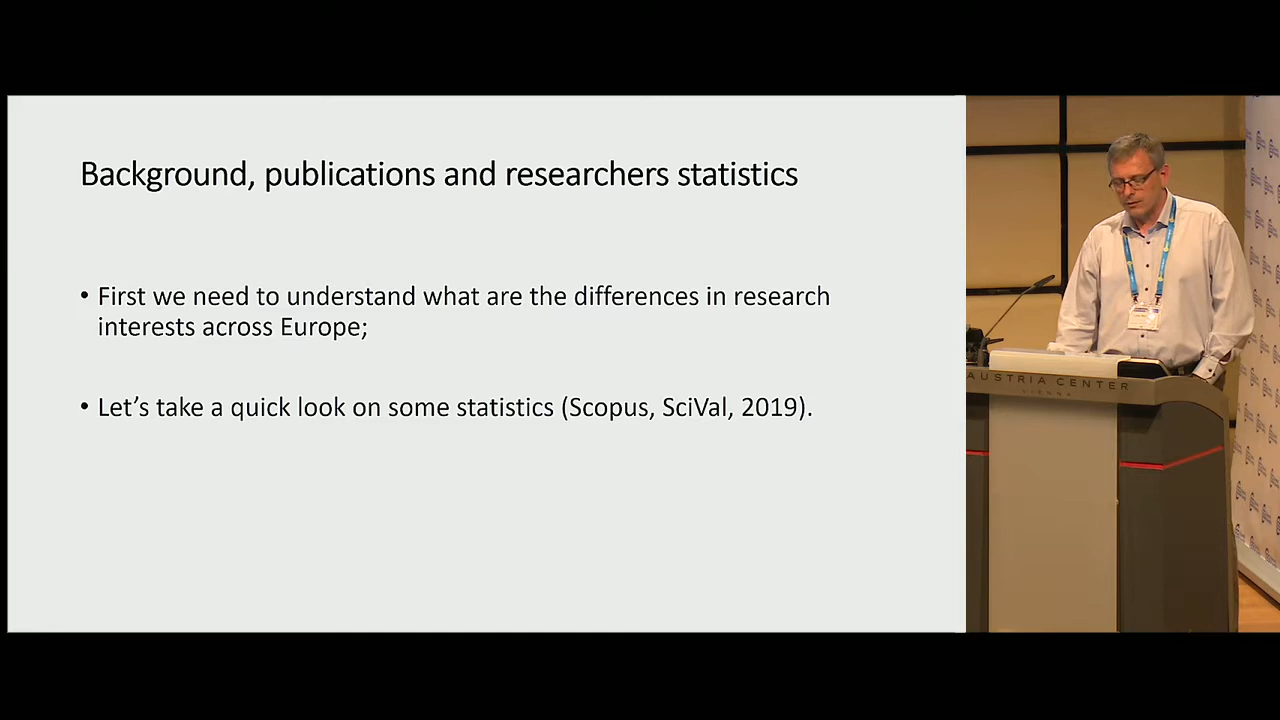 Background, publications and researchers statistics
• First we need to understand what are the differences in research
interests across Europe;
• Let’s take a quick look on some statistics (Scopus, SciVal, 2019).
AUSTRIA CENTER
VIENNA